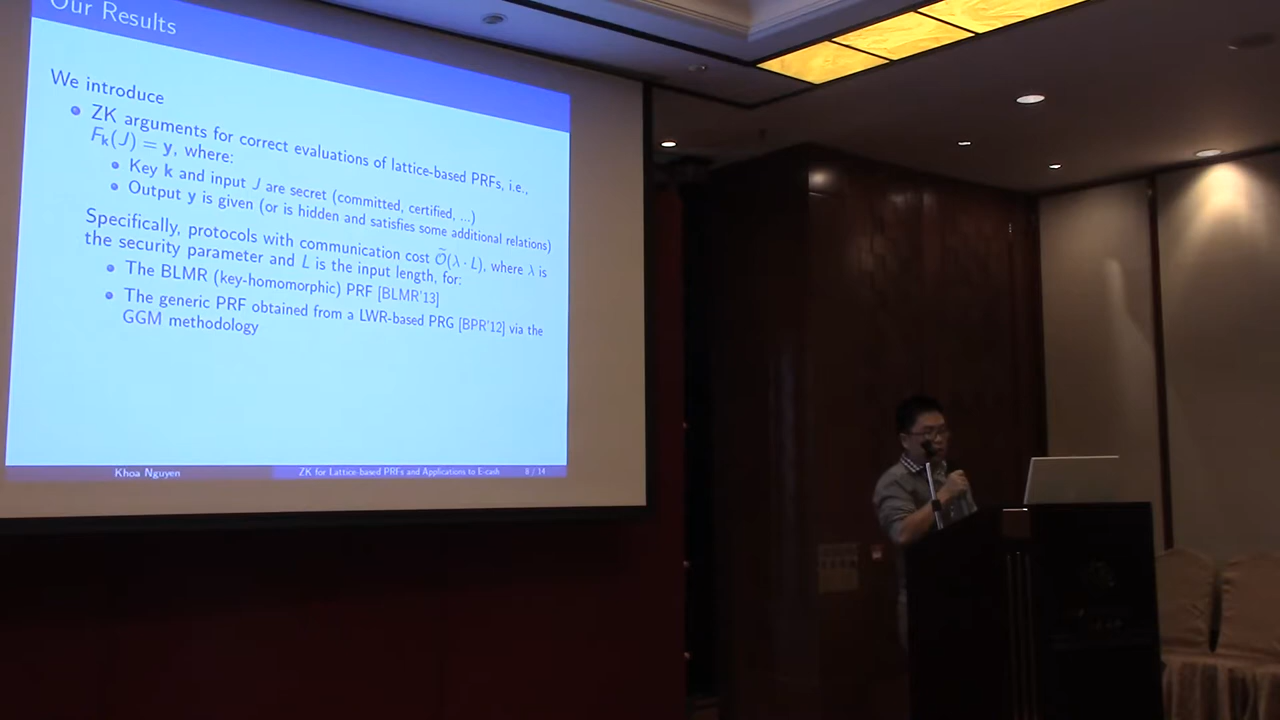 Our Results
We introduce
ZK arguments for correct evaluations of lattice-based PRFs, i.e.,
Fk(J) = y, where:
Key k and input J are secret (committed, certified, ...)
Output y is given (or is hidden and satisfies some additional relations)
Specifically, protocols with communication cost Õ(λ · L), where λ is
the security parameter and L is the input length, for:
The BLMR (key-homomorphic) PRF [BLMR'13]
The generic PRF obtained from a LWR-based PRG [BPR'12] via the
GGM methodology
Khoa Nguyen ZK for Lattice-based PRFs and Applications to E-cash 8 / 14